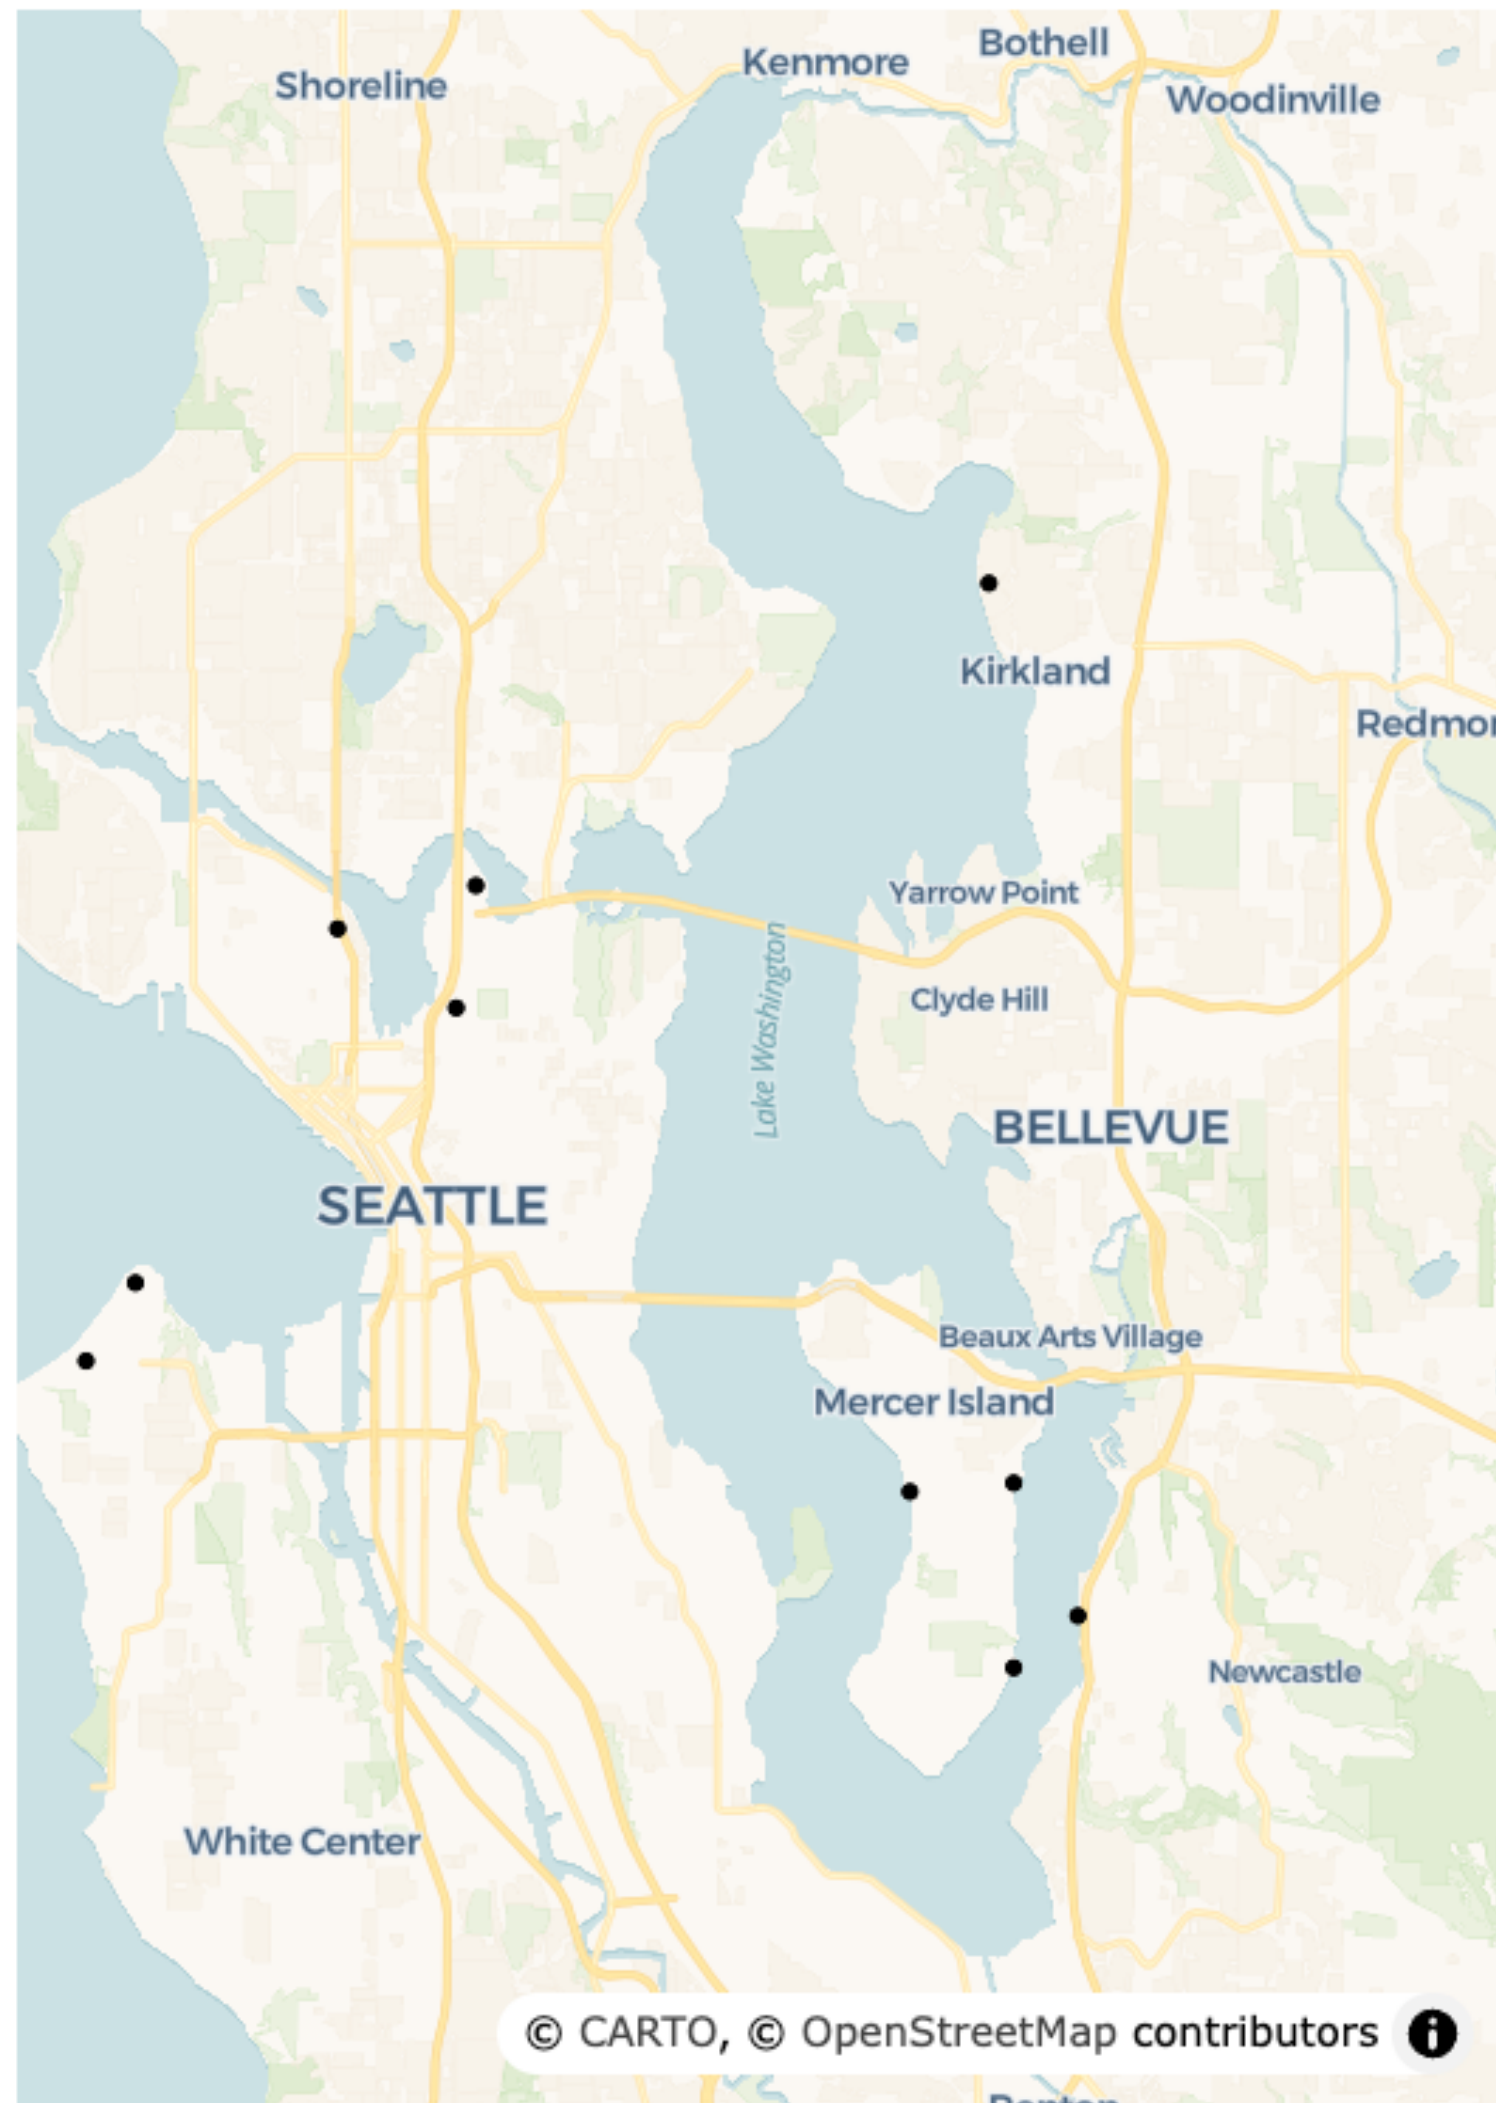 Bothell
Kenmore
Shoreline
Woodinville
Kirkland
Redmor
Yarrow Point
Lake Washington
Clyde Hill
BELLEVUE
SEATTLE
Beaux Arts Village
Mercer Island
Newcastle
White Center
© CARTO, © OpenStreetMap contributors